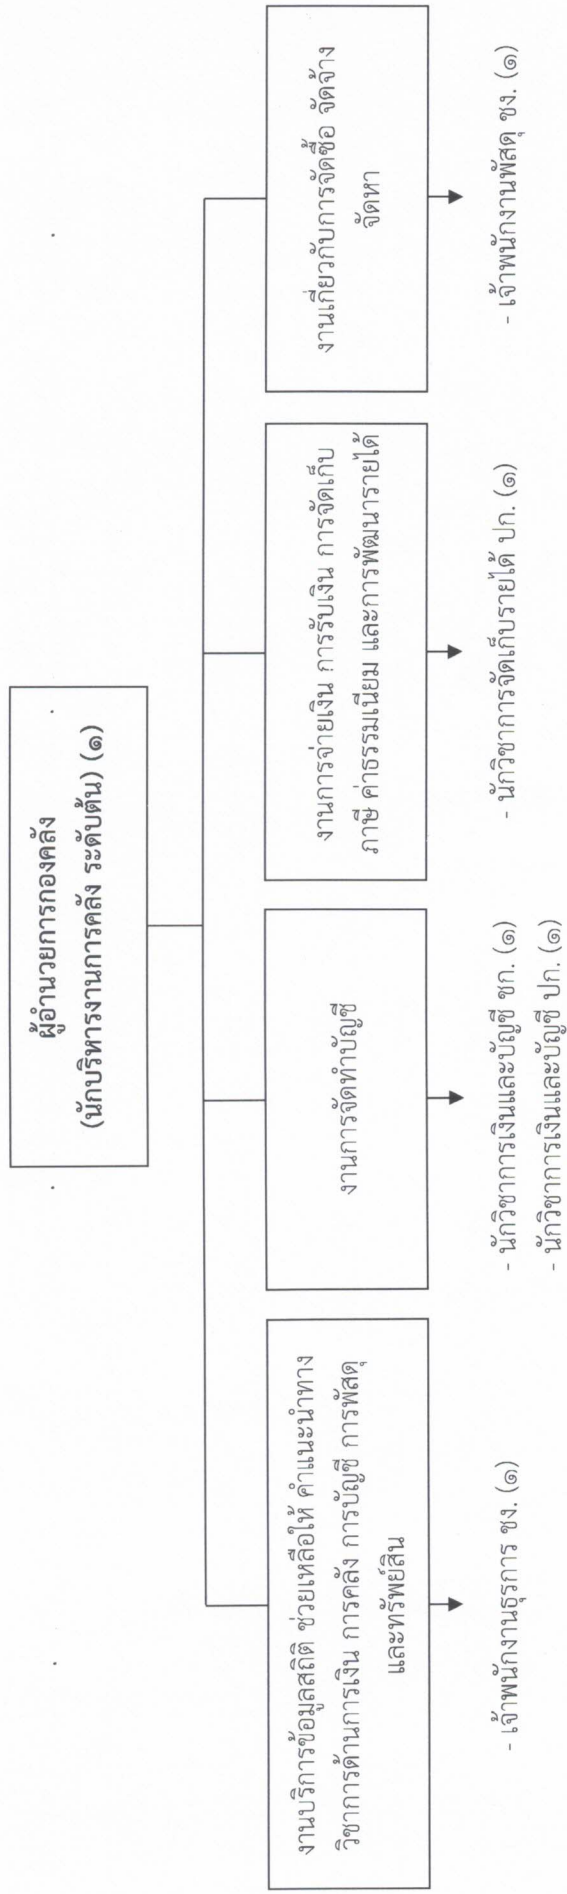 ผู้อำนวยการกองคลัง
(นักบริหารงานการคลัง ระดับต้น) (๑)
งานบริการข้อมูลสถิติ ช่วยเหลือให้ คำแนะนำทาง
วิชาการด้านการเงิน การคลัง การบัญชี การพัสดุ
และทรัพย์สิน
- เจ้าพนักงานธุรการ ชง. (๑)
งานการจัดทำบัญชี
- นักวิชาการเงินและบัญชี ชก. (๑)
- นักวิชาการเงินและบัญชี ปก. (๑)
งานการจ่ายเงิน การรับเงิน การจัดเก็บ
ภาษี ค่าธรรมเนียม และการพัฒนารายได้
- นักวิชาการจัดเก็บรายได้ ปก. (๑)
งานเกี่ยวกับการจัดซื้อ จัดจ้าง
จัดหา
- เจ้าพนักงานพัสดุ ชง. (๑)